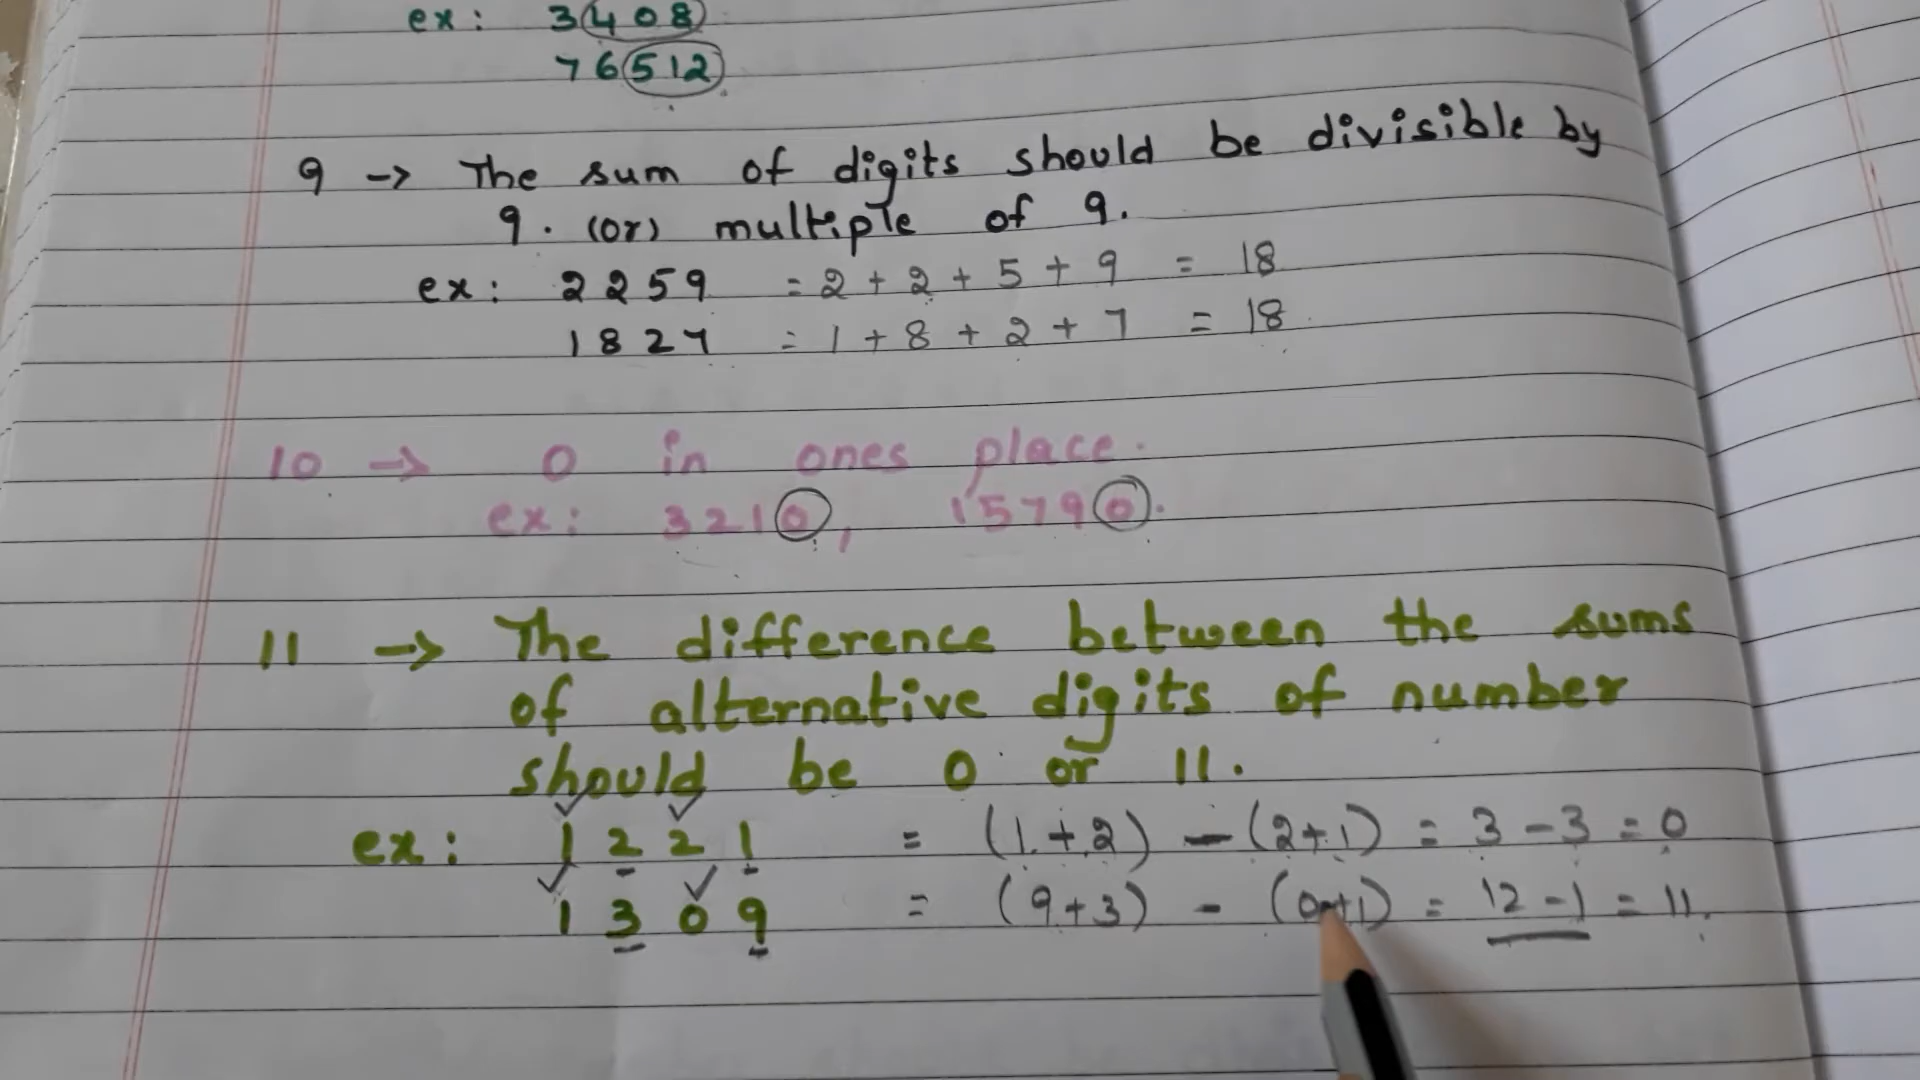 ex: 3408
76512
9 -> The sum of digits should be divisible by
9. (or) multiple of 9.
ex: 2259 = 2 + 2 + 5 + 9 = 18
1827 = 1 + 8 + 2 + 7 = 18
10 -> 0 in ones place.
ex: 3210, 15790.
11 -> The difference between the sums
of alternative digits of number
should be 0 or 11.
ex: 1221 = (1+2) - (2+1) = 3 - 3 = 0
1309 = (9+3) - (0+1) = 12 - 1 = 11.